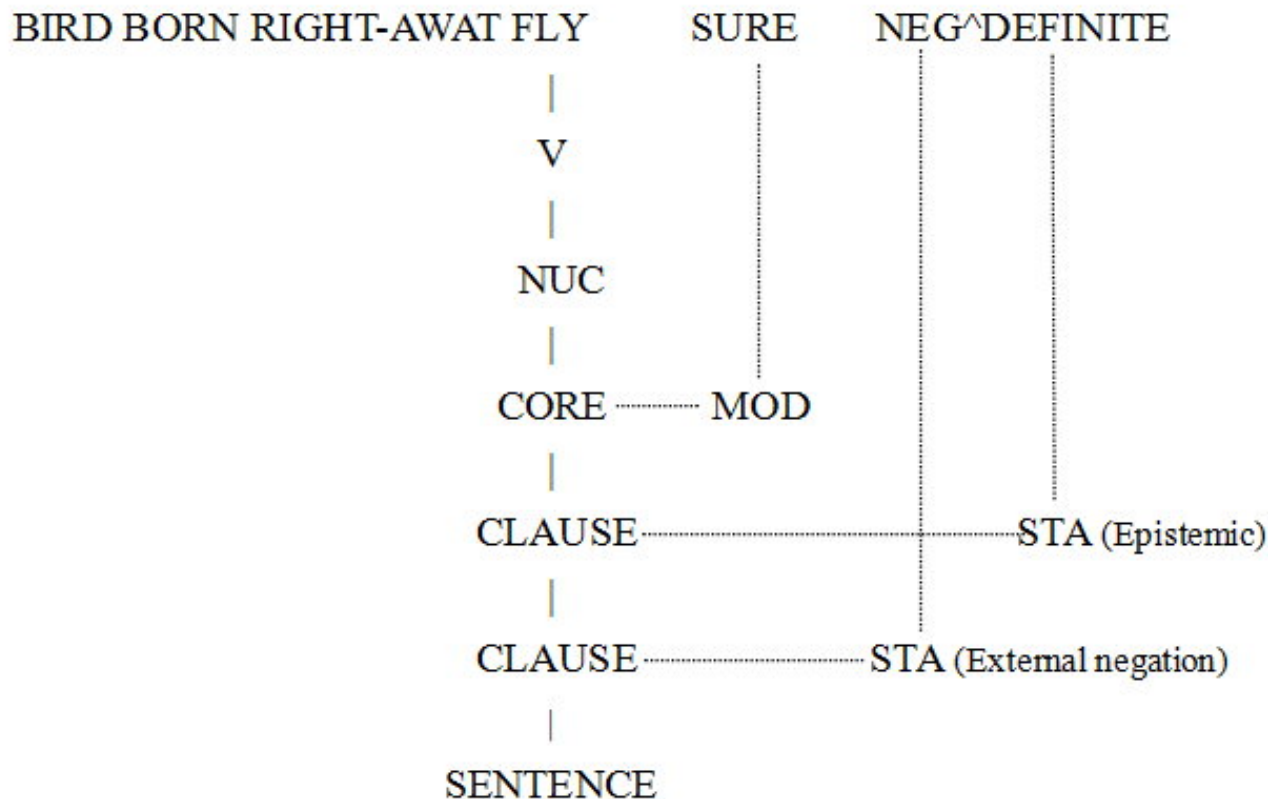 BIRD BORN RIGHT-AWAT FLY SURE NEG^DEFINITE
V
NUC
CORE MOD
CLAUSE STA (Epistemic)
CLAUSE STA (External negation)
SENTENCE